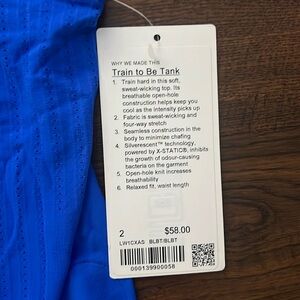 WHY WE MADE THIS
Train to Be Tank
1. Train hard in this soft,
sweat-wicking top. Its
breathable open-hole
construction helps keep you
cool as the intensity picks up
2. Fabric is sweat-wicking and
four-way stretch
3. Seamless construction in the
body to minimize chafing
4. Silverescent™ technology,
powered by X-STATIC®, inhibits
the growth of odour-causing
bacteria on the garment
5. Open-hole knit increases
breathability
6. Relaxed fit, waist length
2 $58.00
LW1CXAS BLBT/BLBT
000139900058